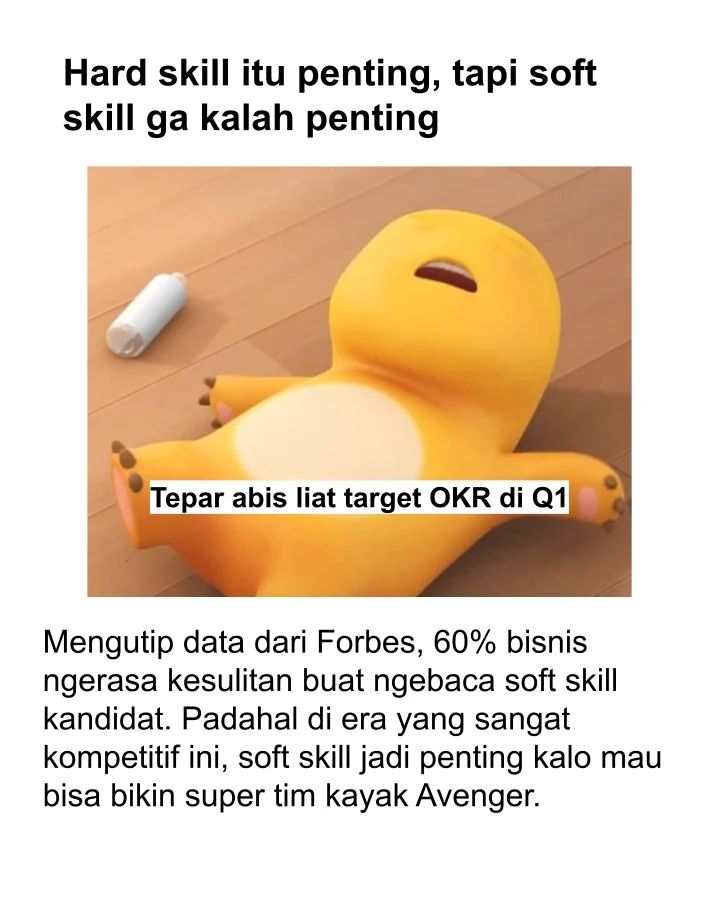 Hard skill itu penting, tapi soft
skill ga kalah penting
Tepar abis liat target OKR di Q1
Mengutip data dari Forbes, 60% bisnis
ngerasa kesulitan buat ngebaca soft skill
kandidat. Padahal di era yang sangat
kompetitif ini, soft skill jadi penting kalo mau
bisa bikin super tim kayak Avenger.